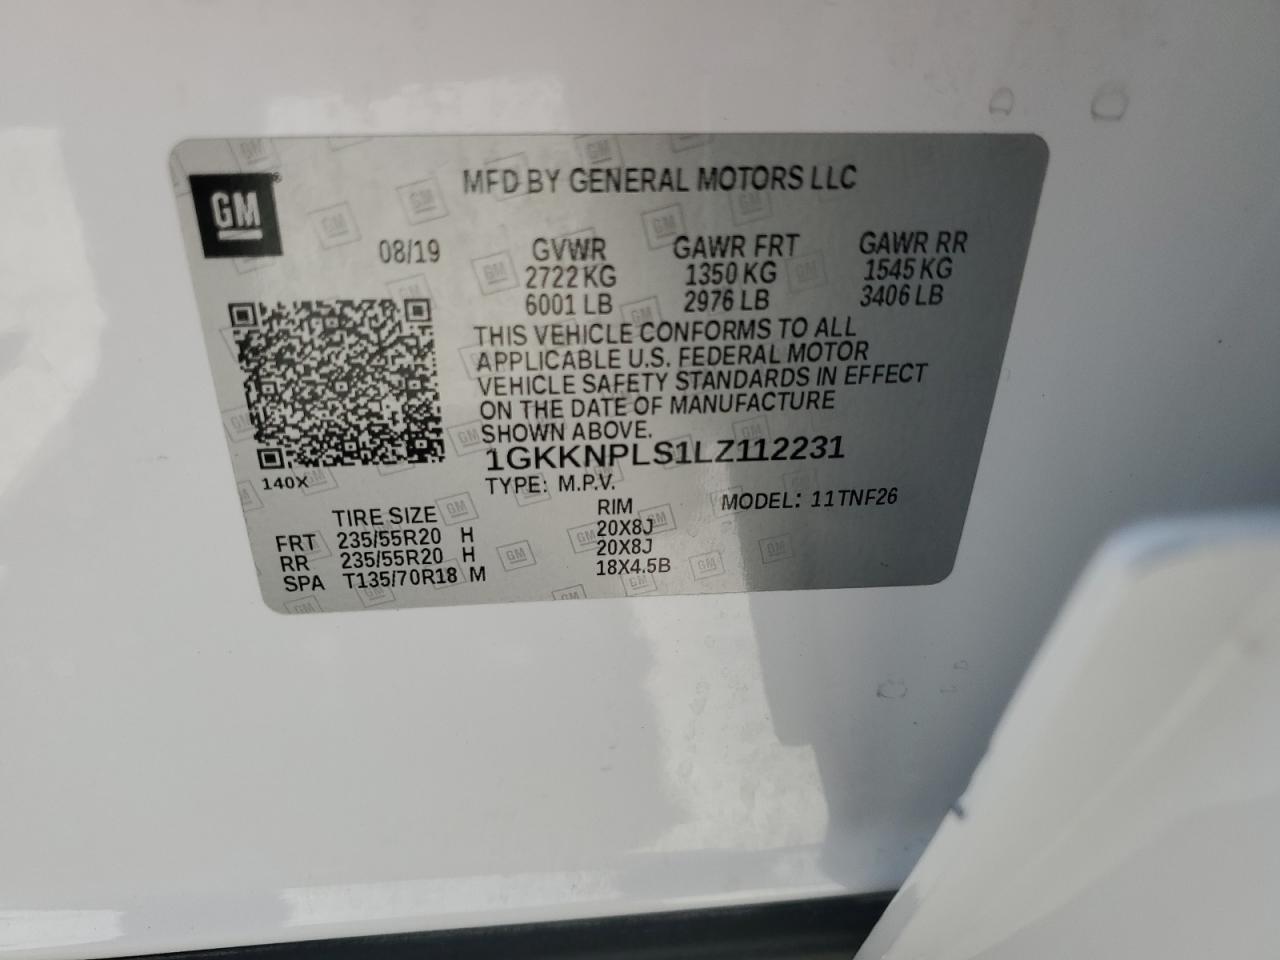 GM
MFD BY GENERAL MOTORS LLC
08/19 GVWR GAWR FRT GAWR RR
2722 KG 1350 KG 1545 KG
6001 LB 2976 LB 3406 LB
THIS VEHICLE CONFORMS TO ALL
APPLICABLE U.S. FEDERAL MOTOR
VEHICLE SAFETY STANDARDS IN EFFECT
ON THE DATE OF MANUFACTURE
SHOWN ABOVE.
1GKKNPLS1LZ112231
140X
TYPE: M.P.V. MODEL: 11TNF26
TIRE SIZE RIM
FRT 235/55R20 H 20X8J
RR 235/55R20 H 20X8J
SPA T135/70R18 M 18X4.5B